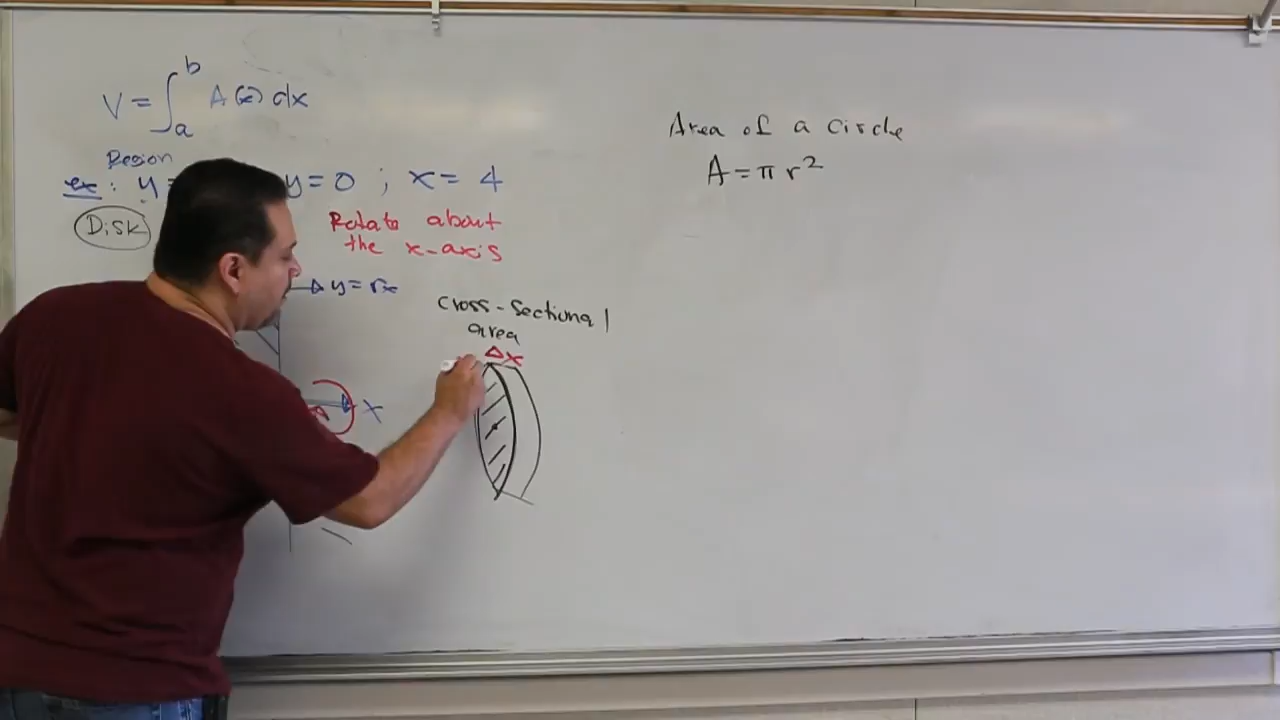 V = ∫_a^b A(x) dx
Region
ex: y = y = 0 ; x = 4
Disk
Rotate about
the x-axis
y = √x
x
Cross-Sectional
area
Δx
Area of a circle
A = π r²